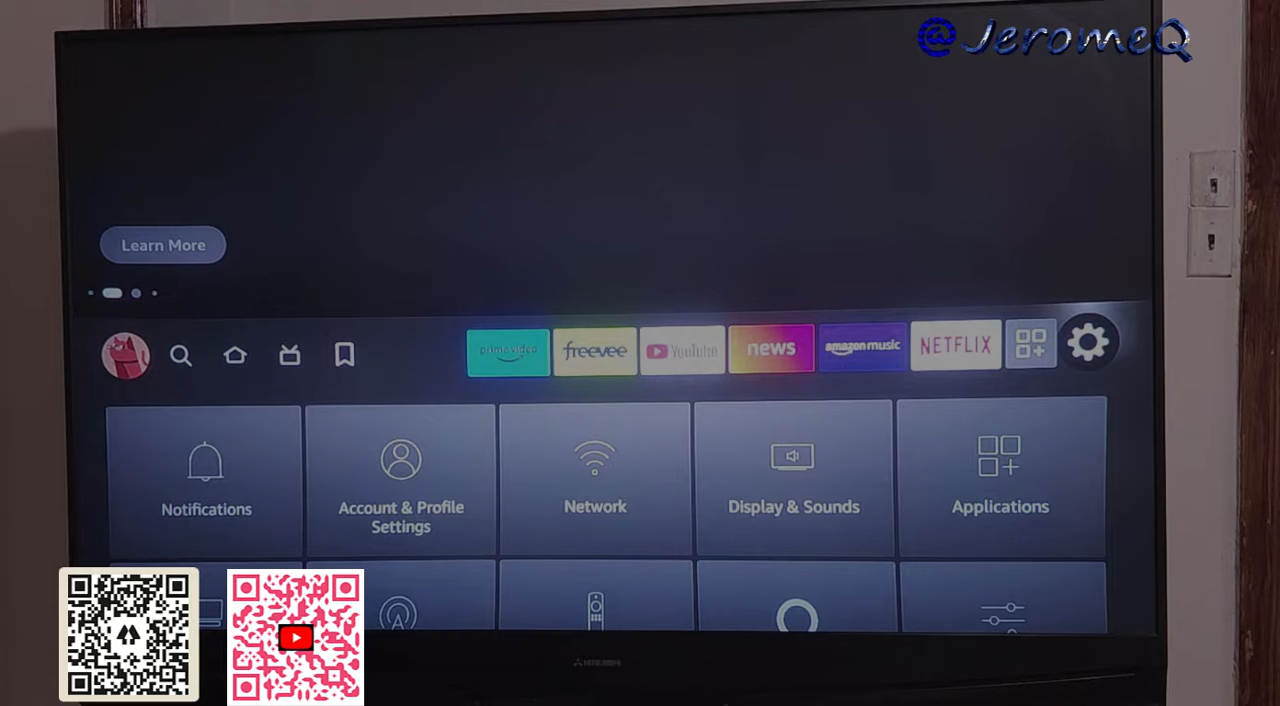 @JeromeQ
Learn More
prime video
freevee
YouTube
news
amazon music
NETFLIX
Notifications
Account & Profile
Settings
Network
Display & Sounds
Applications
MITSUBISHI